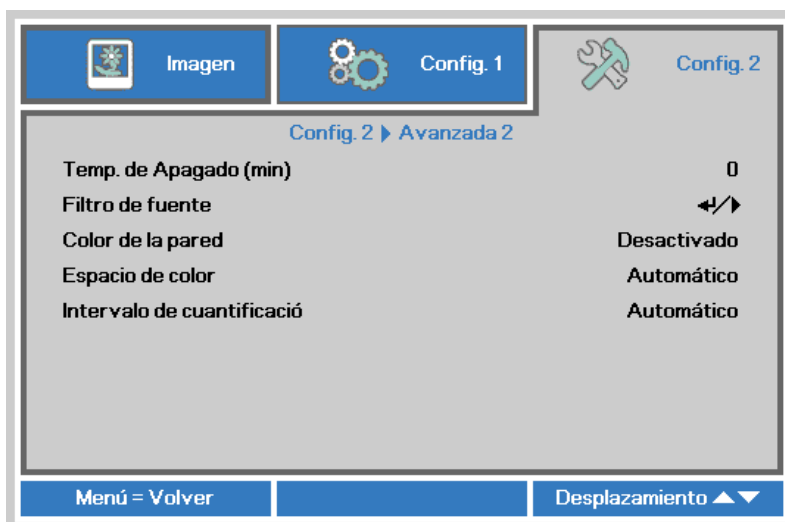 Imagen
Config. 1
Config. 2
Config. 2 ▶ Avanzada 2
Temp. de Apagado (min) 0
Filtro de fuente ↵/▶
Color de la pared Desactivado
Espacio de color Automático
Intervalo de cuantificació Automático
Menú = Volver
Desplazamiento ▲▼